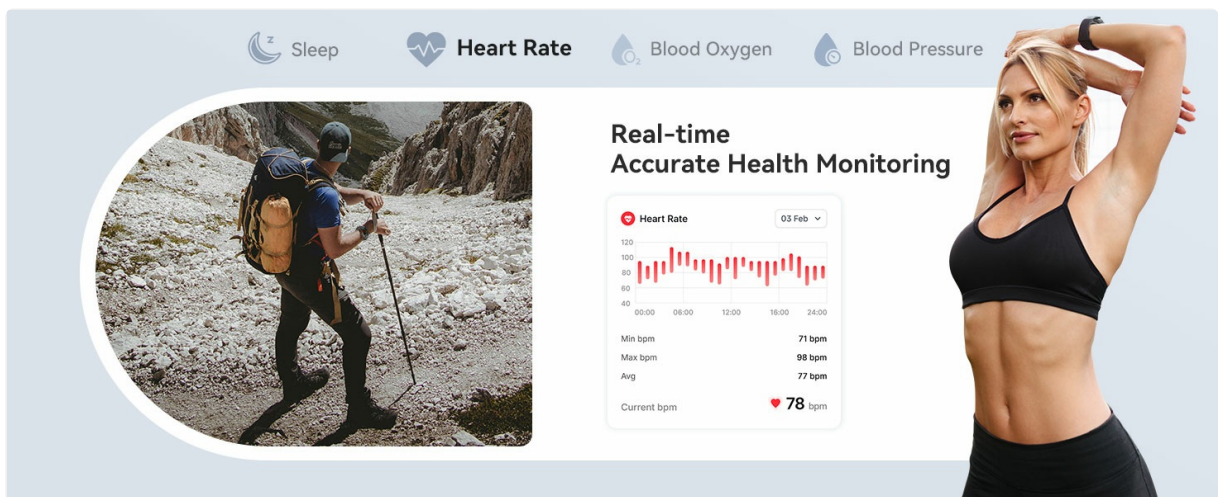 Sleep
Heart Rate
Blood Oxygen
Blood Pressure
Real-time
Accurate Health Monitoring
Heart Rate
03 Feb
120
100
80
60
40
00:00 06:00 12:00 16:00 24:00
Min bpm 71 bpm
Max bpm 98 bpm
Avg 77 bpm
Current bpm 78 bpm